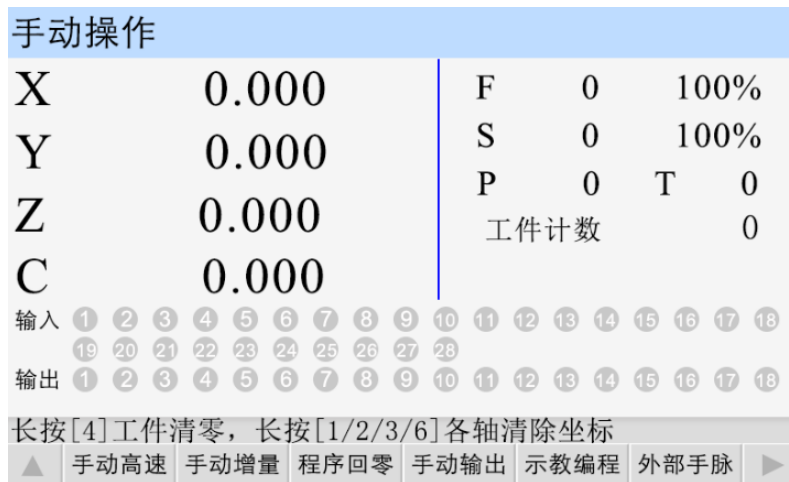 手动操作
X 0.000 F 0 100%
Y 0.000 S 0 100%
Z 0.000 P 0 T 0
C 0.000 工件计数 0
输入 1 2 3 4 5 6 7 8 9 10 11 12 13 14 15 16 17 18
19 20 21 22 23 24 25 26 27 28
输出 1 2 3 4 5 6 7 8 9 10 11 12 13 14 15 16 17 18
长按[4]工件清零，长按[1/2/3/6]各轴清除坐标
手动高速 手动增量 程序回零 手动输出 示教编程 外部手脉